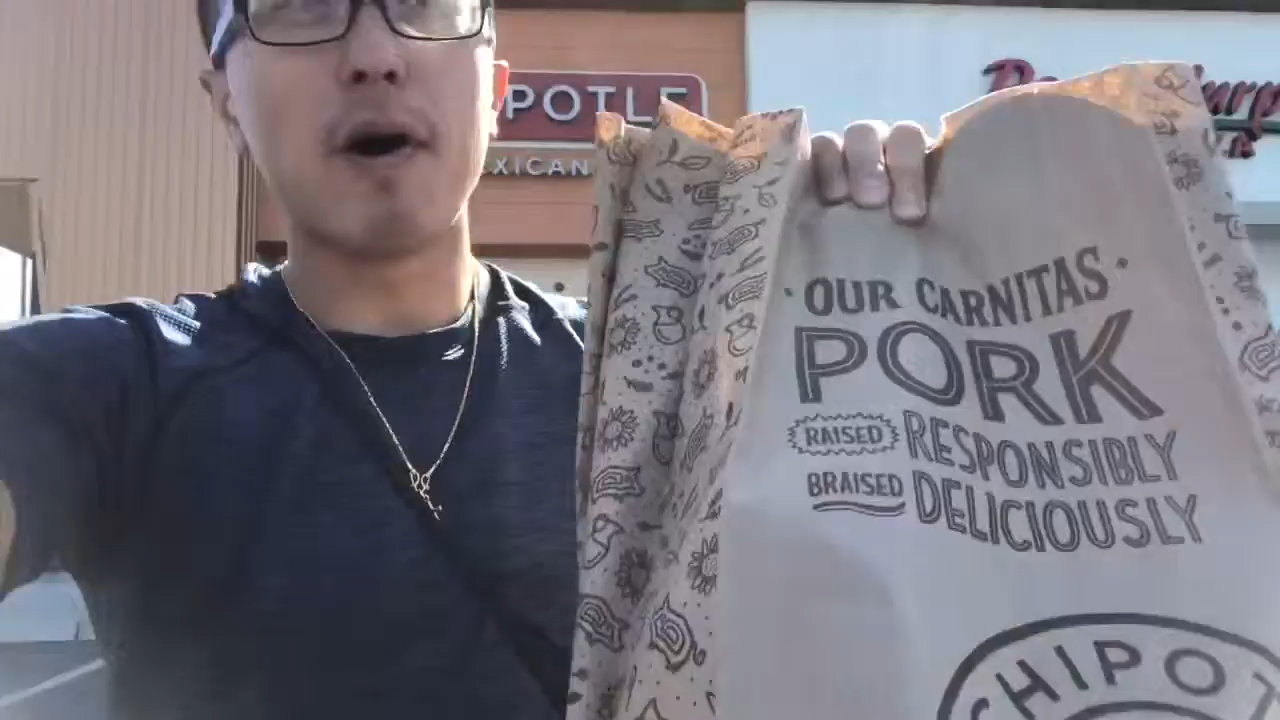 POTLE
XICAN
· OUR CARNITAS ·
PORK
RAISED RESPONSIBLY
BRAISED DELICIOUSLY
CHIPOT